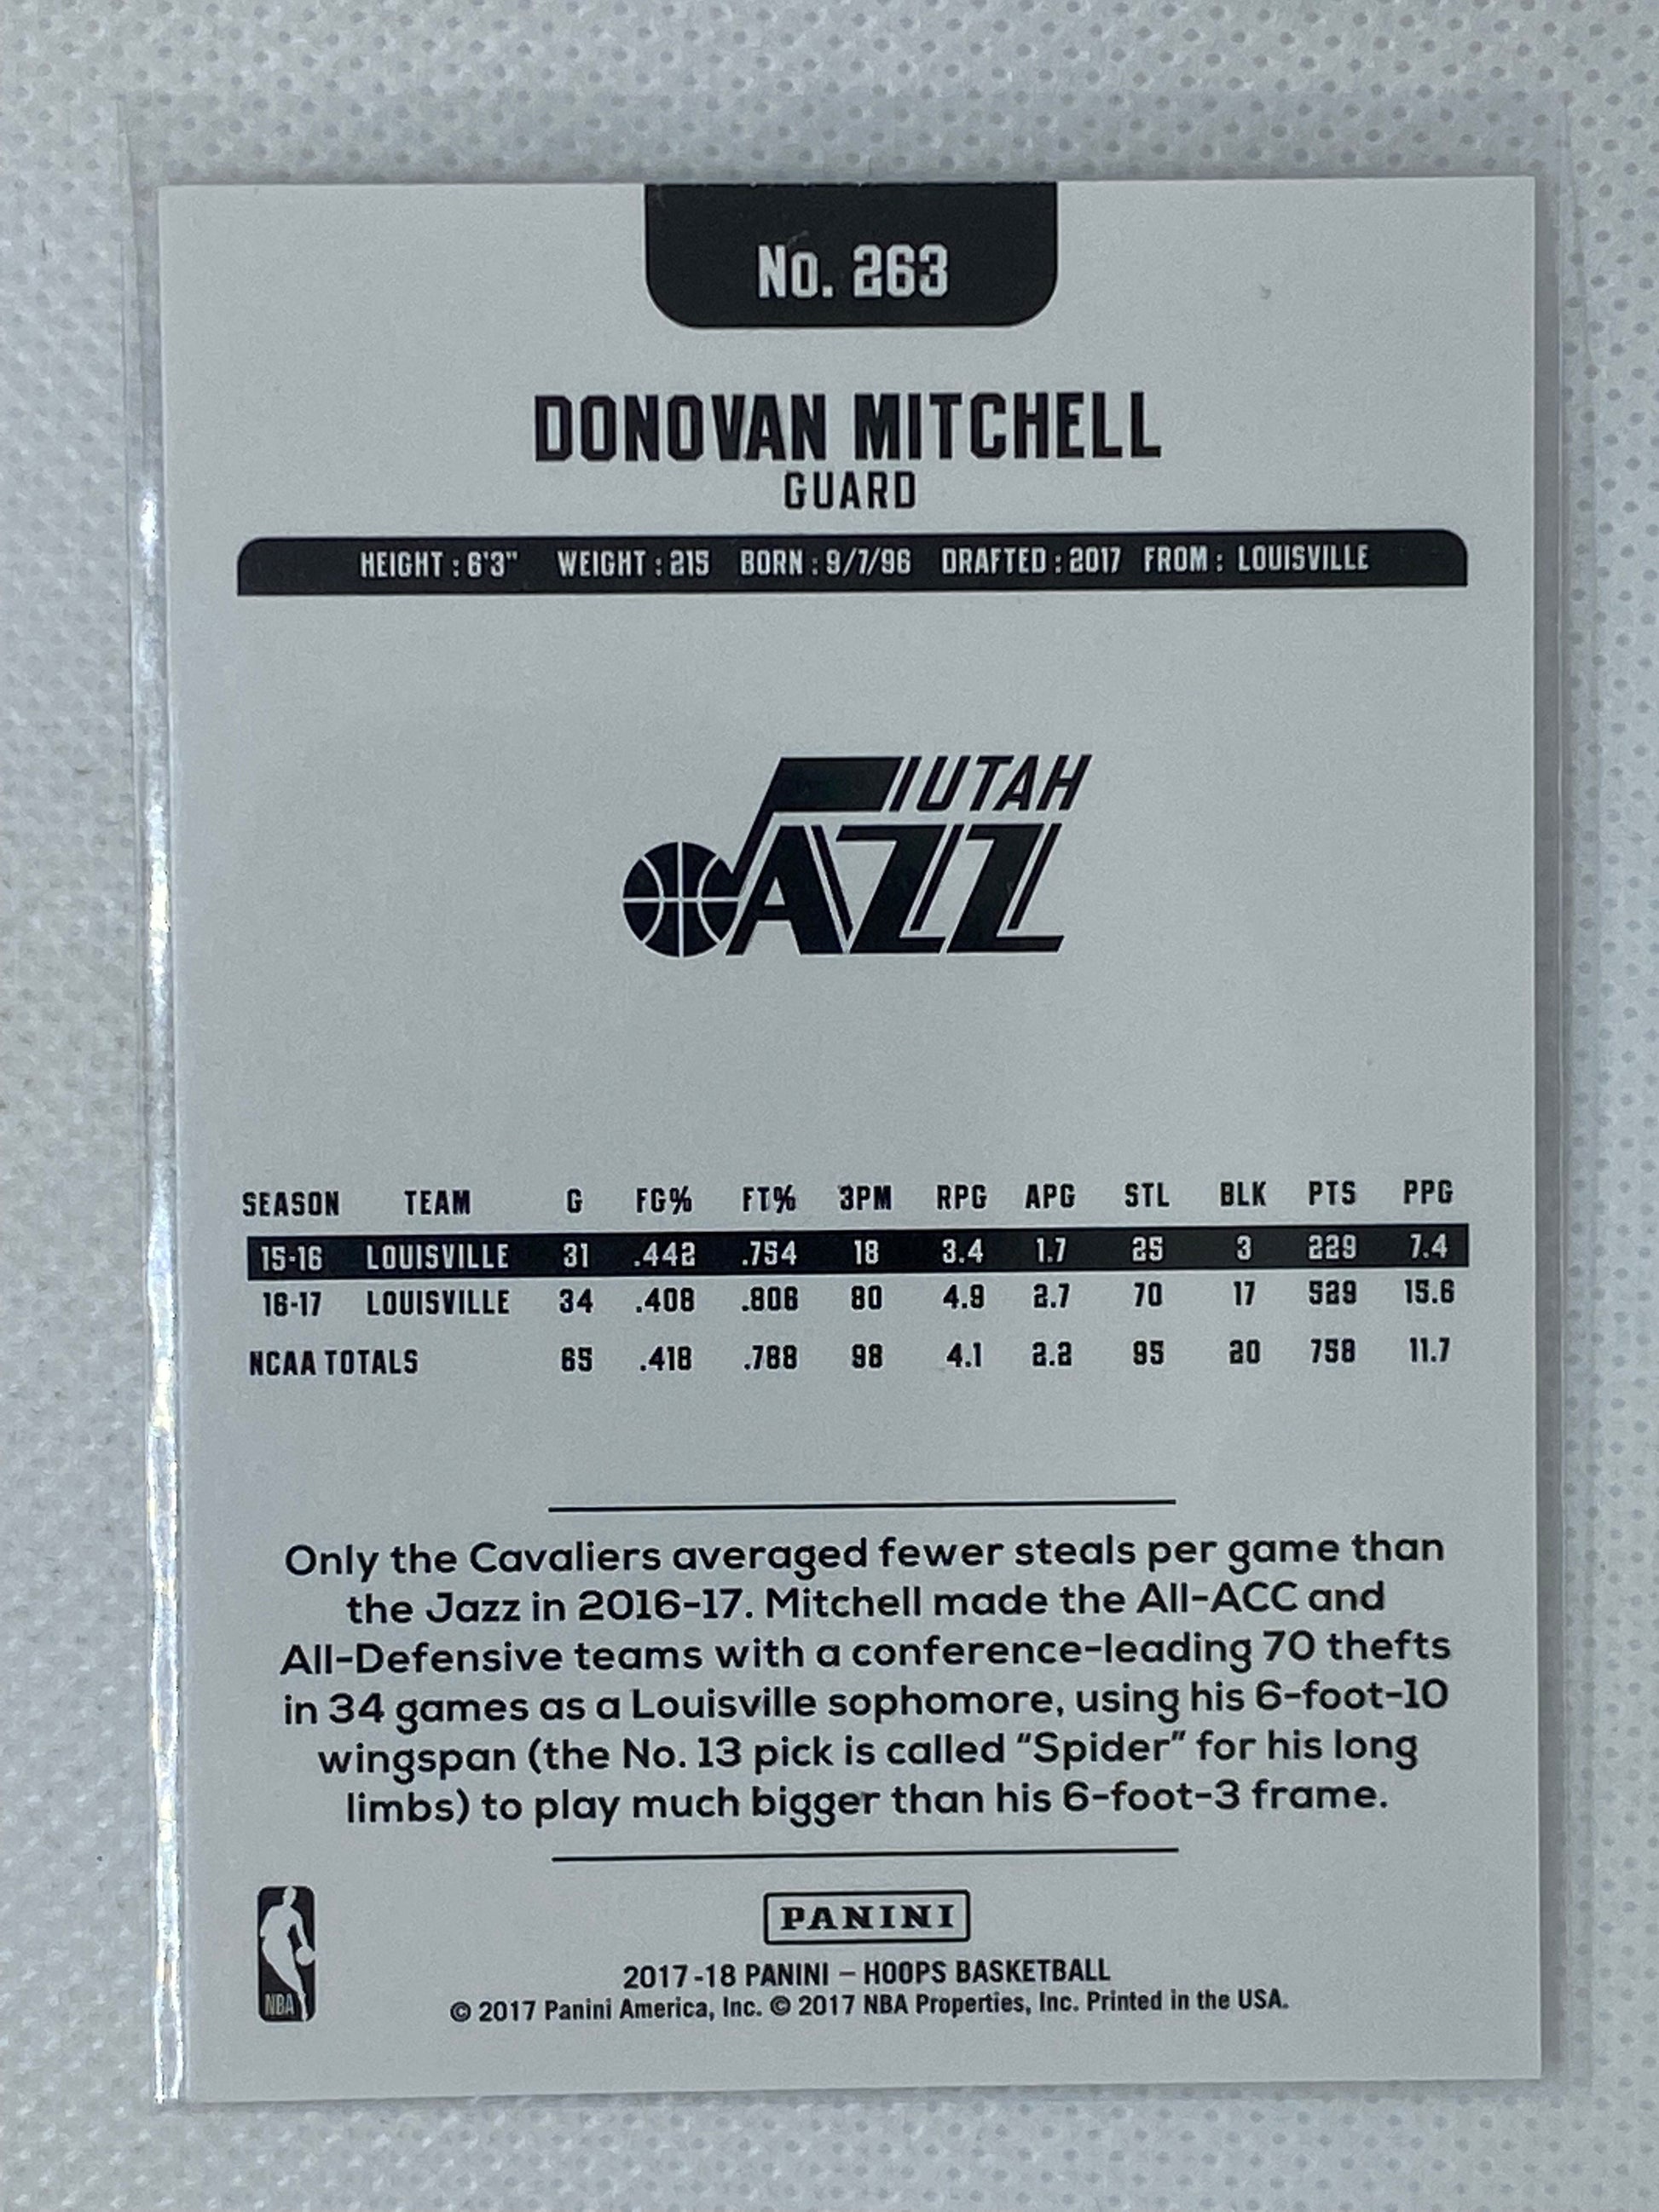 No. 263
DONOVAN MITCHELL
GUARD
HEIGHT : 6'3" WEIGHT : 215 BORN : 9/7/96 DRAFTED : 2017 FROM : LOUISVILLE
UTAH
JAZZ
SEASON TEAM G FG% FT% 3PM RPG APG STL BLK PTS PPG
15-16 LOUISVILLE 31 .442 .754 18 3.4 1.7 25 3 229 7.4
16-17 LOUISVILLE 34 .408 .806 80 4.9 2.7 70 17 529 15.6
NCAA TOTALS 65 .418 .788 98 4.1 2.2 95 20 758 11.7
Only the Cavaliers averaged fewer steals per game than
the Jazz in 2016-17. Mitchell made the All-ACC and
All-Defensive teams with a conference-leading 70 thefts
in 34 games as a Louisville sophomore, using his 6-foot-10
wingspan (the No. 13 pick is called “Spider” for his long
limbs) to play much bigger than his 6-foot-3 frame.
PANINI
NBA
2017-18 PANINI – HOOPS BASKETBALL
© 2017 Panini America, Inc. © 2017 NBA Properties, Inc. Printed in the USA.